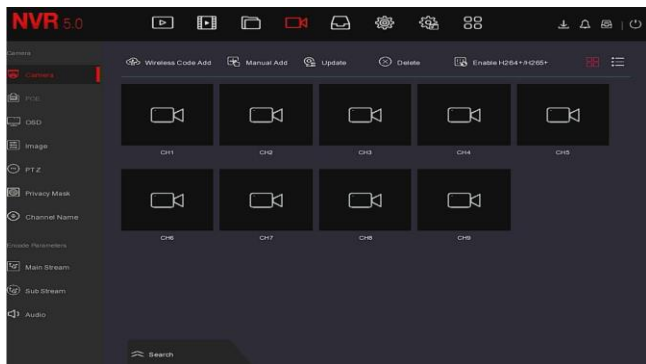 NVR 5.0
Camera
Wireless Code Add Manual Add Update Delete Enable H264+/H265+
Camera
POE
OSD
Image
PTZ
Privacy Mask
Channel Name
Encode Parameters
Main Stream
Sub Stream
Audio
CH1 CH2 CH3 CH4 CH5
CH6 CH7 CH8 CH9
Search